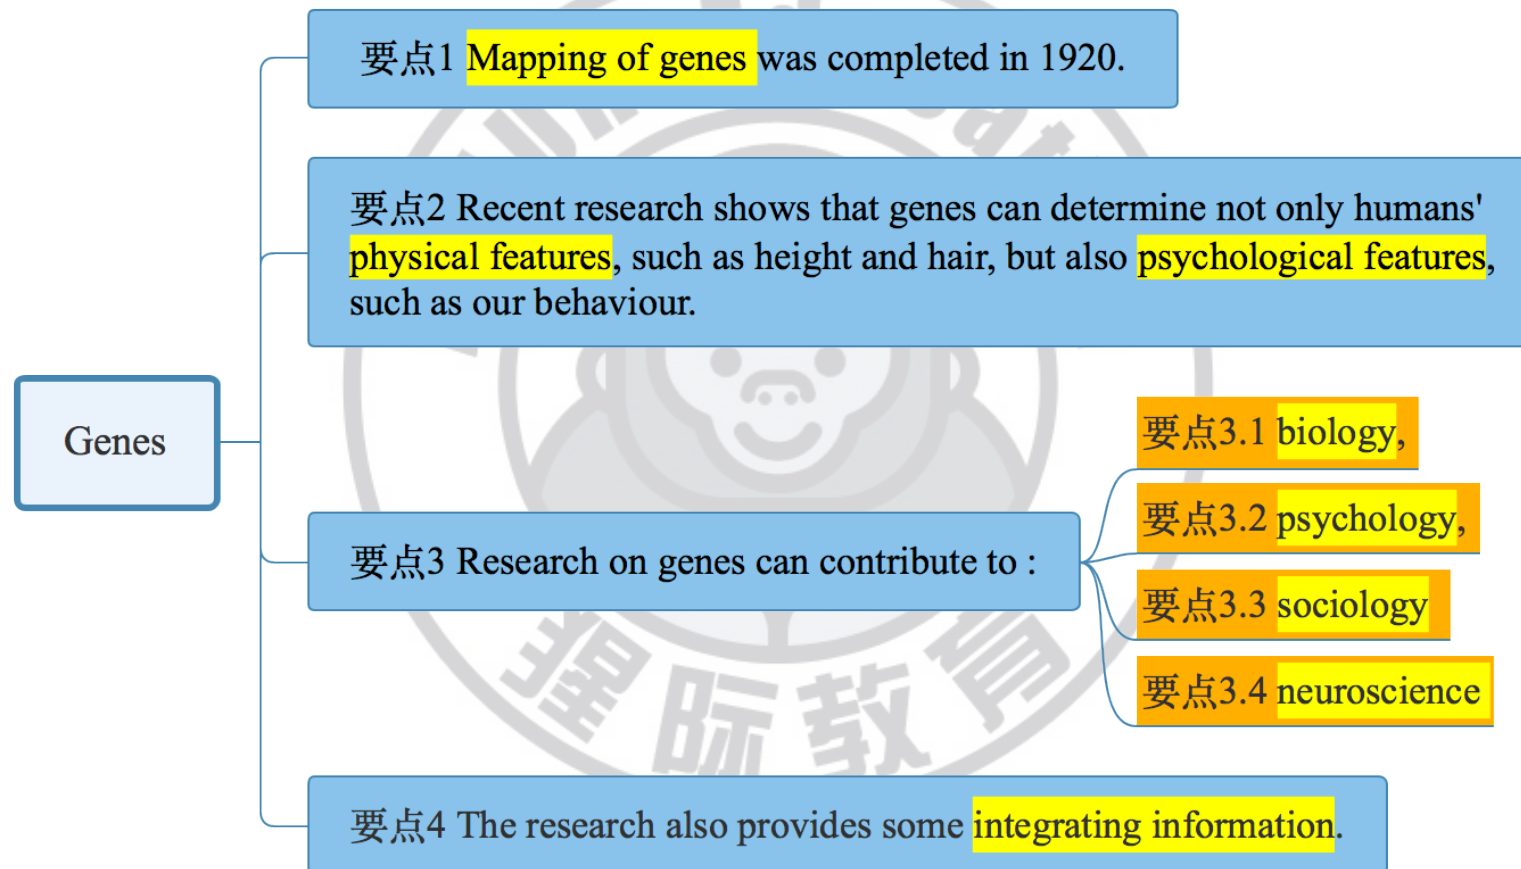 要点1 Mapping of genes was completed in 1920.
要点2 Recent research shows that genes can determine not only humans'
physical features, such as height and hair, but also psychological features,
such as our behaviour.
Genes
要点3 Research on genes can contribute to :
要点3.1 biology,
要点3.2 psychology,
要点3.3 sociology
要点3.4 neuroscience
猩际教育
要点4 The research also provides some integrating information.